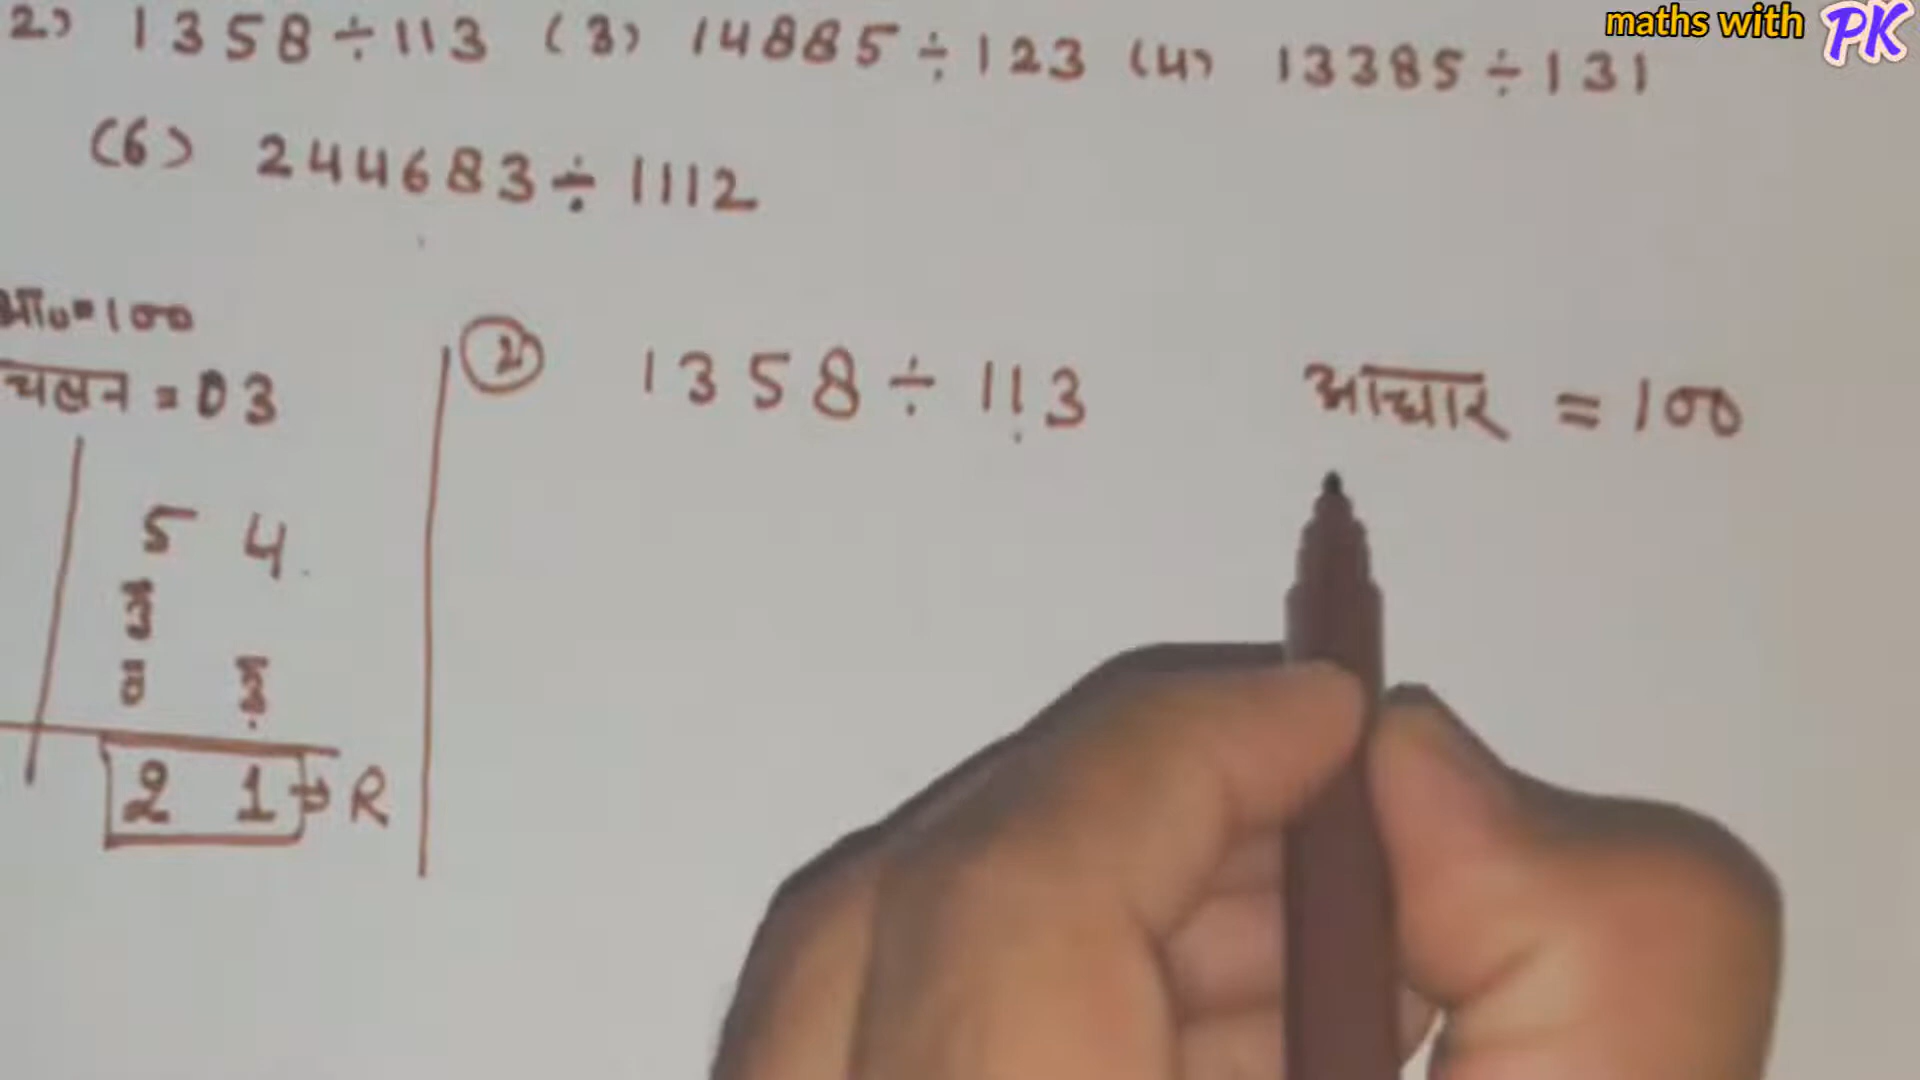 maths with PK
2) 1358÷113 (3) 14885÷123 (4) 13385÷131
(6) 244683÷1112
आ०=100
चलन = 03
5 4
2 1 → R
② 1358÷113 आधार = 100